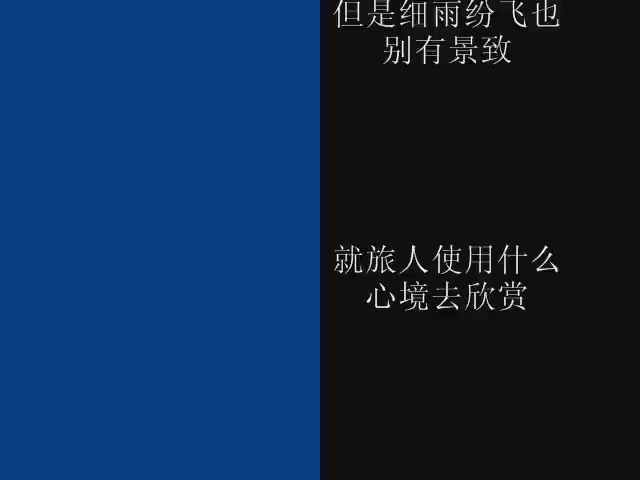 但是细雨纷飞也
别有景致
就旅人使用什么
心境去欣赏